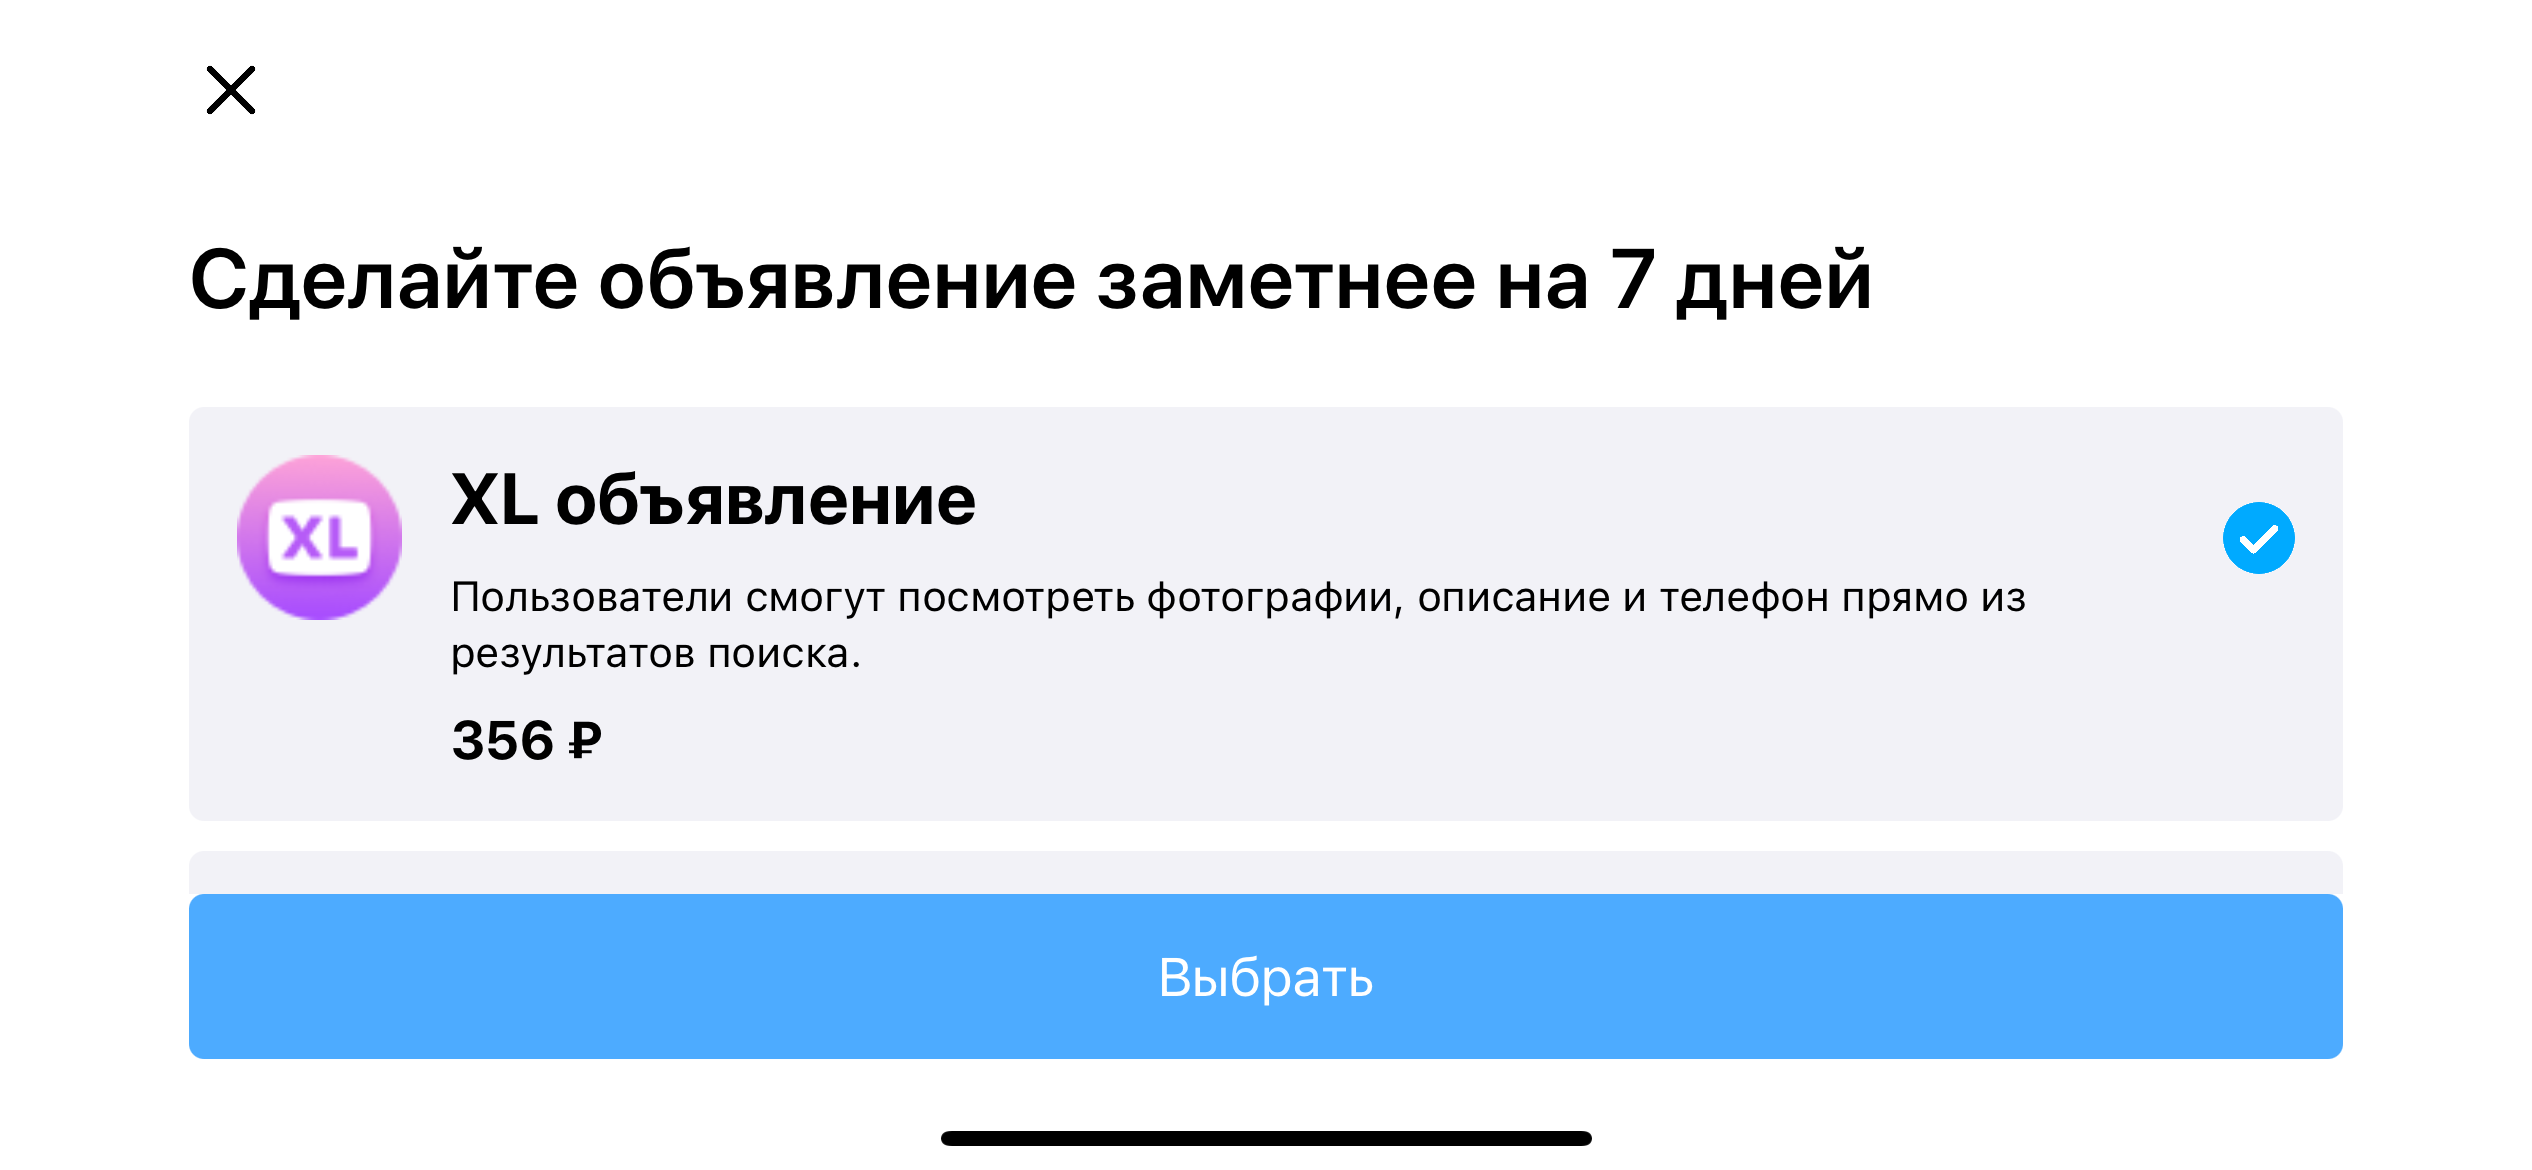 Сделайте объявление заметнее на 7 дней
XL
XL объявление
Пользователи смогут посмотреть фотографии, описание и телефон прямо из
результатов поиска.
356 ₽
Выбрать